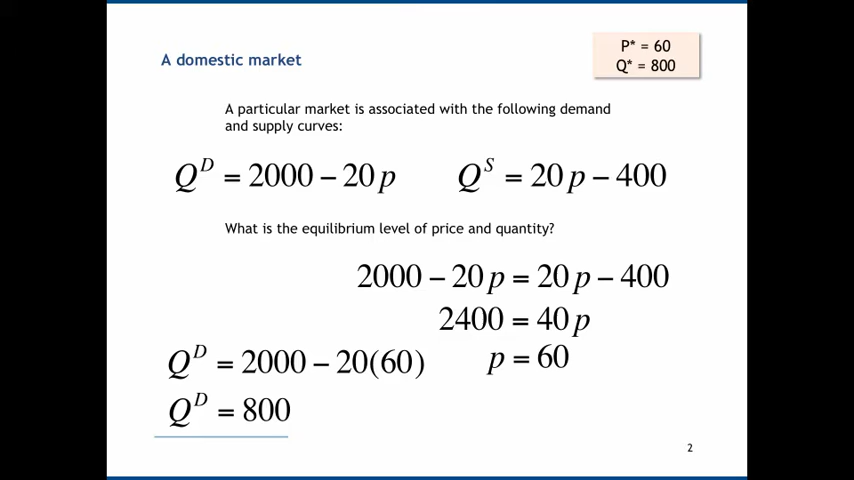 A domestic market
P* = 60
Q* = 800
A particular market is associated with the following demand
and supply curves:
Q^D = 2000 − 20p
Q^S = 20p − 400
What is the equilibrium level of price and quantity?
2000 − 20p = 20p − 400
2400 = 40p
p = 60
Q^D = 2000 − 20(60)
Q^D = 800
2